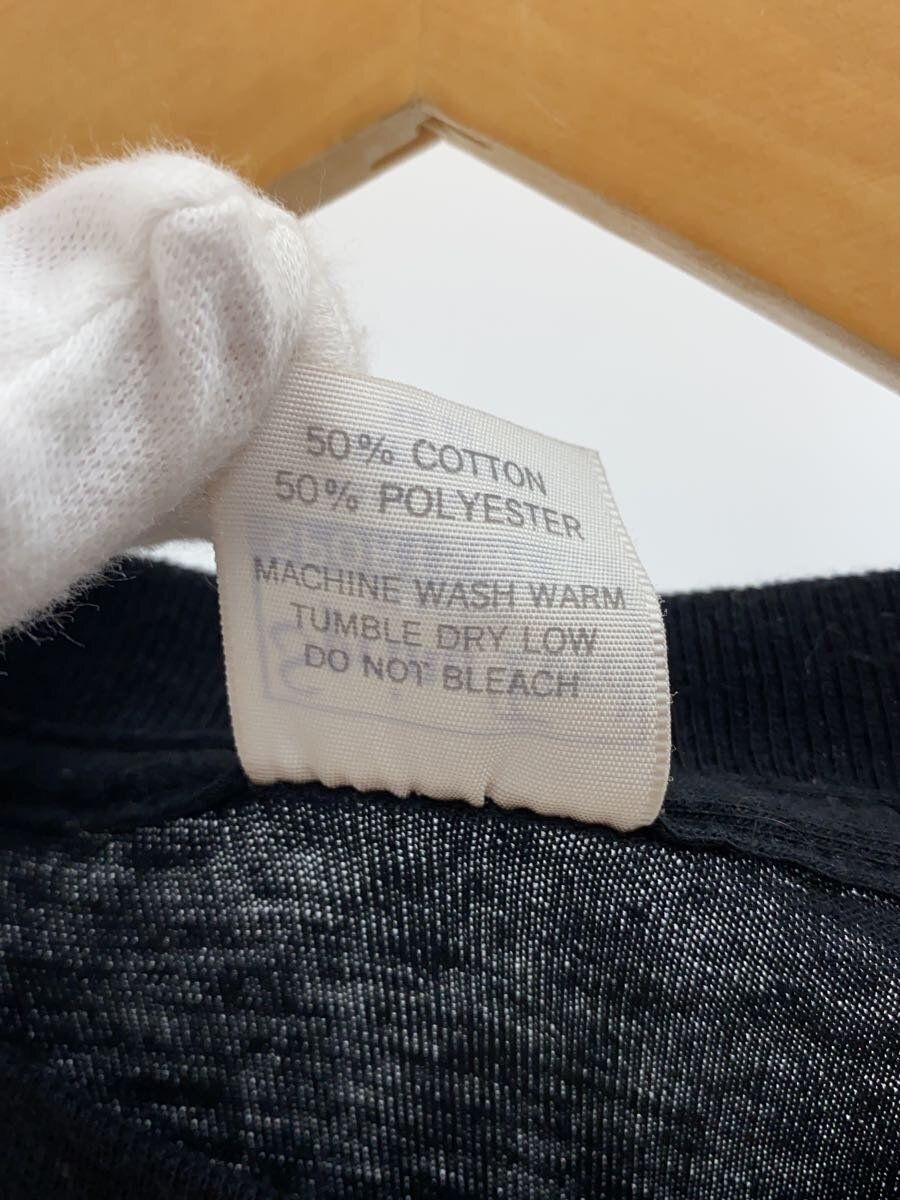 50% COTTON
50% POLYESTER
MACHINE WASH WARM
TUMBLE DRY LOW
DO NOT BLEACH